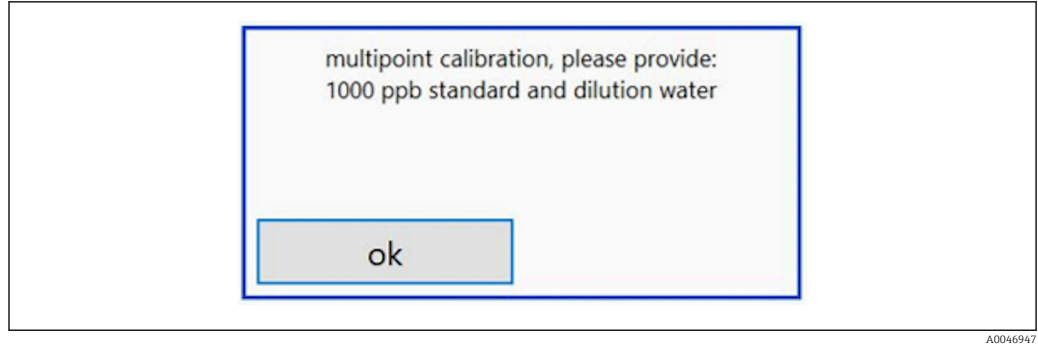 multipoint calibration, please provide:
1000 ppb standard and dilution water
ok
A0046947